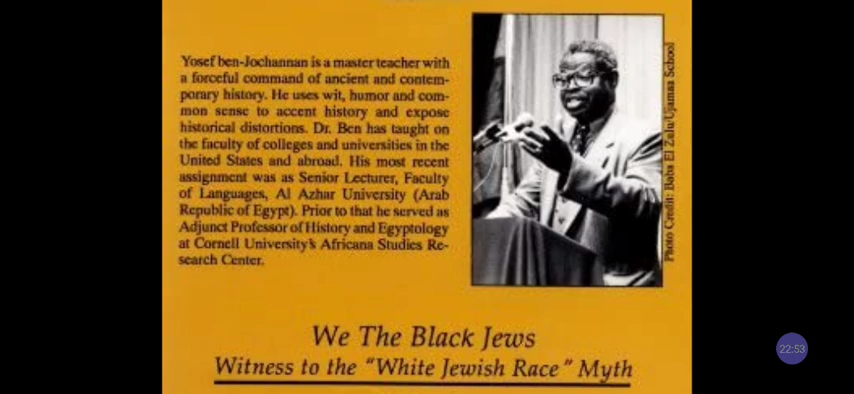 Yosef ben-Jochannan is a master teacher with
a forceful command of ancient and contem-
porary history. He uses wit, humor and com-
mon sense to accent history and expose
historical distortions. Dr. Ben has taught on
the faculty of colleges and universities in the
United States and abroad. His most recent
assignment was as Senior Lecturer, Faculty
of Languages, Al Azhar University (Arab
Republic of Egypt). Prior to that he served as
Adjunct Professor of History and Egyptology
at Cornell University's Africana Studies Re-
search Center.
Photo Credit: Baba El Zulu/Ujamaa School
We The Black Jews
Witness to the "White Jewish Race" Myth
22:53